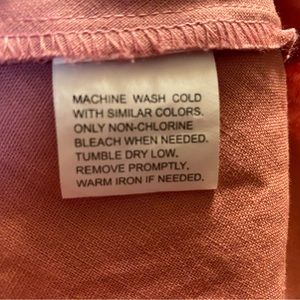 MACHINE WASH COLD
WITH SIMILAR COLORS.
ONLY NON-CHLORINE
BLEACH WHEN NEEDED.
TUMBLE DRY LOW.
REMOVE PROMPTLY.
WARM IRON IF NEEDED.